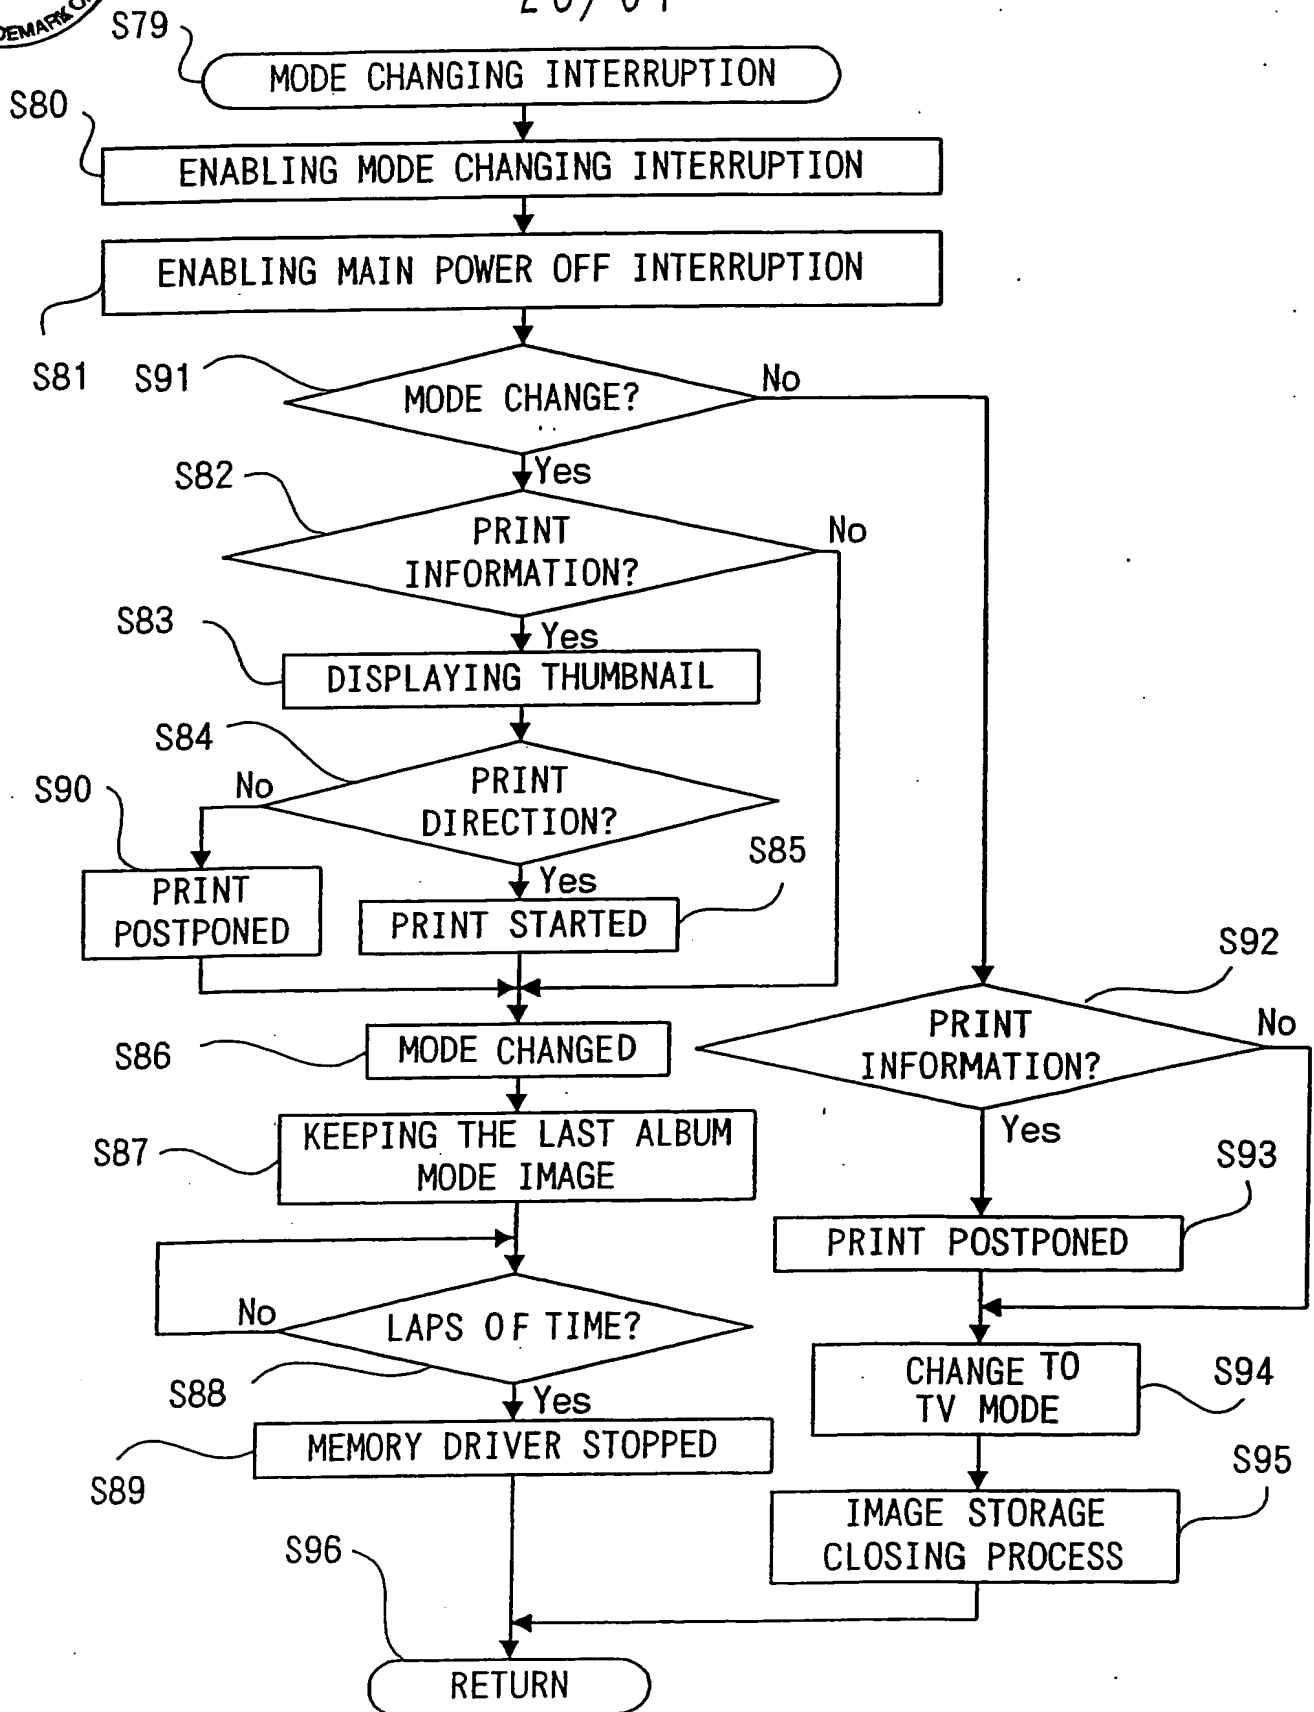 S79
MODE CHANGING INTERRUPTION
S80
ENABLING MODE CHANGING INTERRUPTION
ENABLING MAIN POWER OFF INTERRUPTION
S81
S91
MODE CHANGE?
No
Yes
S82
PRINT
INFORMATION?
No
S83
Yes
DISPLAYING THUMBNAIL
S84
PRINT
DIRECTION?
No
S90
Yes
S85
PRINT
POSTPONED
PRINT STARTED
S92
PRINT
INFORMATION?
No
S86
MODE CHANGED
Yes
S87
KEEPING THE LAST ALBUM
MODE IMAGE
S93
PRINT POSTPONED
No
LAPS OF TIME?
S88
Yes
CHANGE TO
TV MODE
S94
MEMORY DRIVER STOPPED
S89
S95
IMAGE STORAGE
CLOSING PROCESS
S96
RETURN